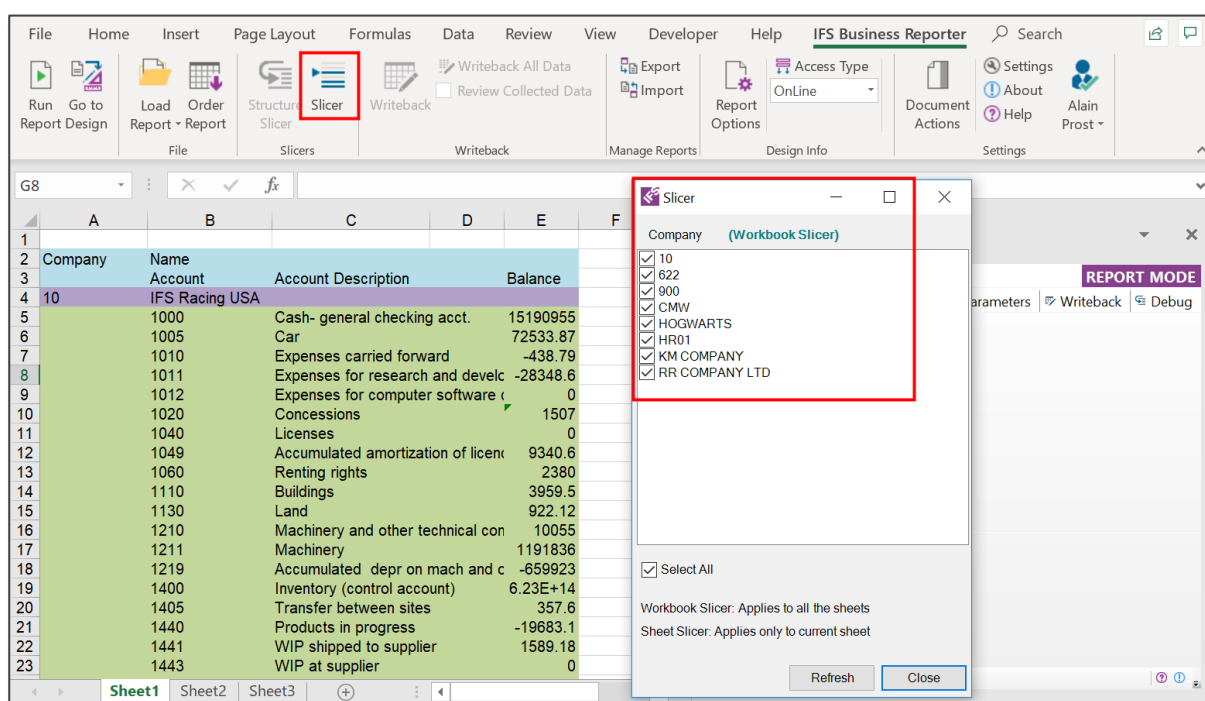 File Home Insert Page Layout Formulas Data Review View Developer Help IFS Business Reporter Search
Run Report
Go to Design
Load Report
Order Report
File
Structure Slicer
Slicer
Slicers
Writeback
Writeback All Data
Review Collected Data
Writeback
Export
Import
Manage Reports
Report Options
Access Type
OnLine
Design Info
Document Actions
Settings
About
Help
Alain Prost
Settings
G8 fx
A B C D E F
1
2 Company Name
3 Account Account Description Balance
4 10 IFS Racing USA
5 1000 Cash- general checking acct. 15190955
6 1005 Car 72533.87
7 1010 Expenses carried forward -438.79
8 1011 Expenses for research and develc -28348.6
9 1012 Expenses for computer software 0
10 1020 Concessions 1507
11 1040 Licenses 0
12 1049 Accumulated amortization of licen 9340.6
13 1060 Renting rights 2380
14 1110 Buildings 3959.5
15 1130 Land 922.12
16 1210 Machinery and other technical con 10055
17 1211 Machinery 1191836
18 1219 Accumulated depr on mach and c -659923
19 1400 Inventory (control account) 6.23E+14
20 1405 Transfer between sites 357.6
21 1440 Products in progress -19683.1
22 1441 WIP shipped to supplier 1589.18
23 1443 WIP at supplier 0
Sheet1 Sheet2 Sheet3
Slicer
Company (Workbook Slicer)
10
622
900
CMW
HOGWARTS
HR01
KM COMPANY
RR COMPANY LTD
Select All
Workbook Slicer: Applies to all the sheets
Sheet Slicer: Applies only to current sheet
Refresh Close
REPORT MODE
arameters Writeback Debug